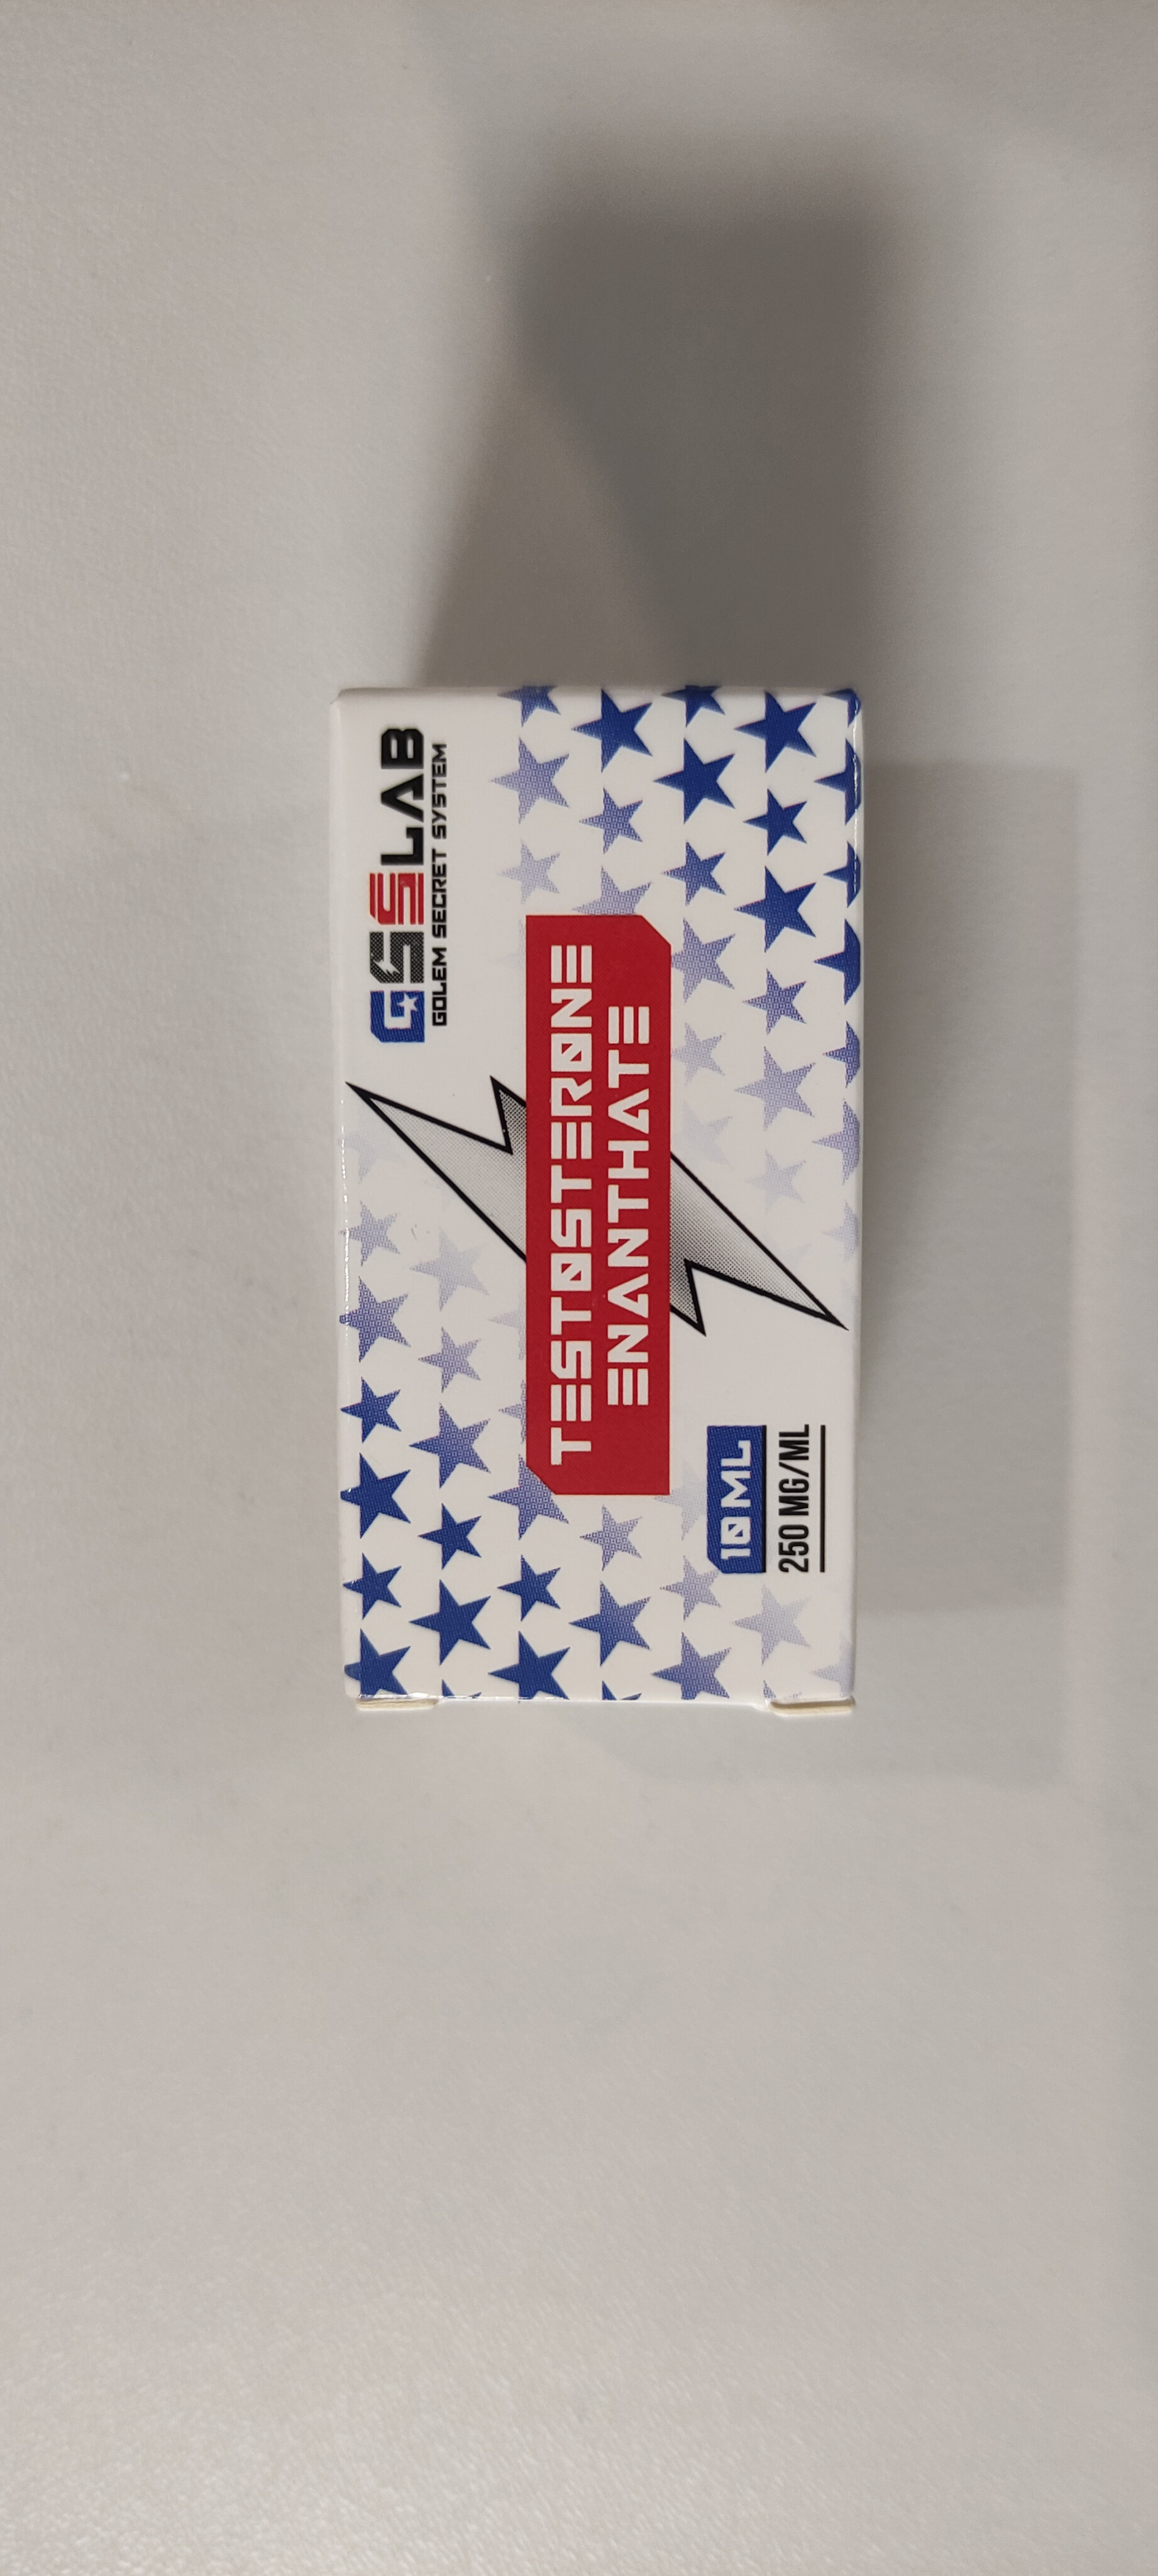 GSSLAB
GOLEM SECRET SYSTEM
TESTOSTERONE
ENANTHATE
10 ML
250 MG/ML